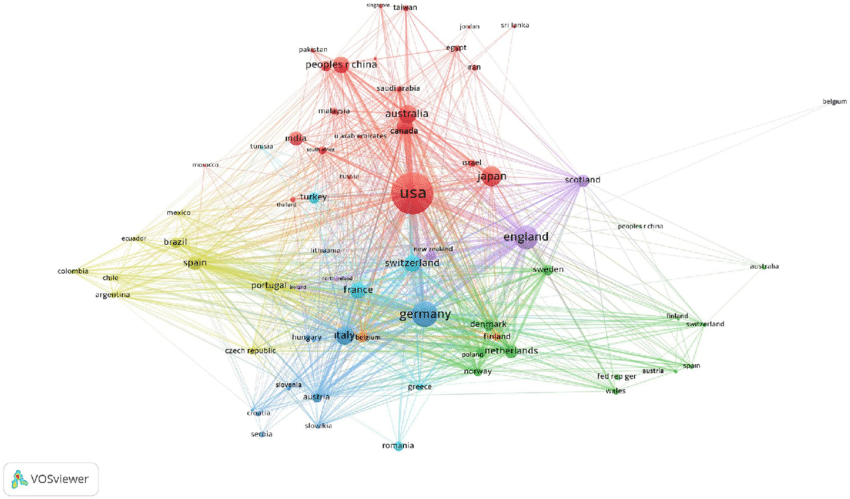 singapore
taiwan
jordan
sri lanka
pakistan
egypt
peoples r china
iran
saudi arabia
belgium
malaysia
australia
canada
india
u arab emirates
tunisia
south africa
israel
morocco
russia
japan
scotland
usa
turkey
thailand
mexico
peoples r china
ecuador
brazil
england
lithuania
new zealand
spain
switzerland
sweden
australia
colombia
chile
north ireland
portugal
ireland
france
argentina
germany
finland
switzerland
denmark
hungary
italy
belgium
finland
czech republic
poland
netherlands
norway
spain
austria
fed rep ger
slovenia
greece
wales
austria
croatia
slovakia
serbia
romania
VOSviewer